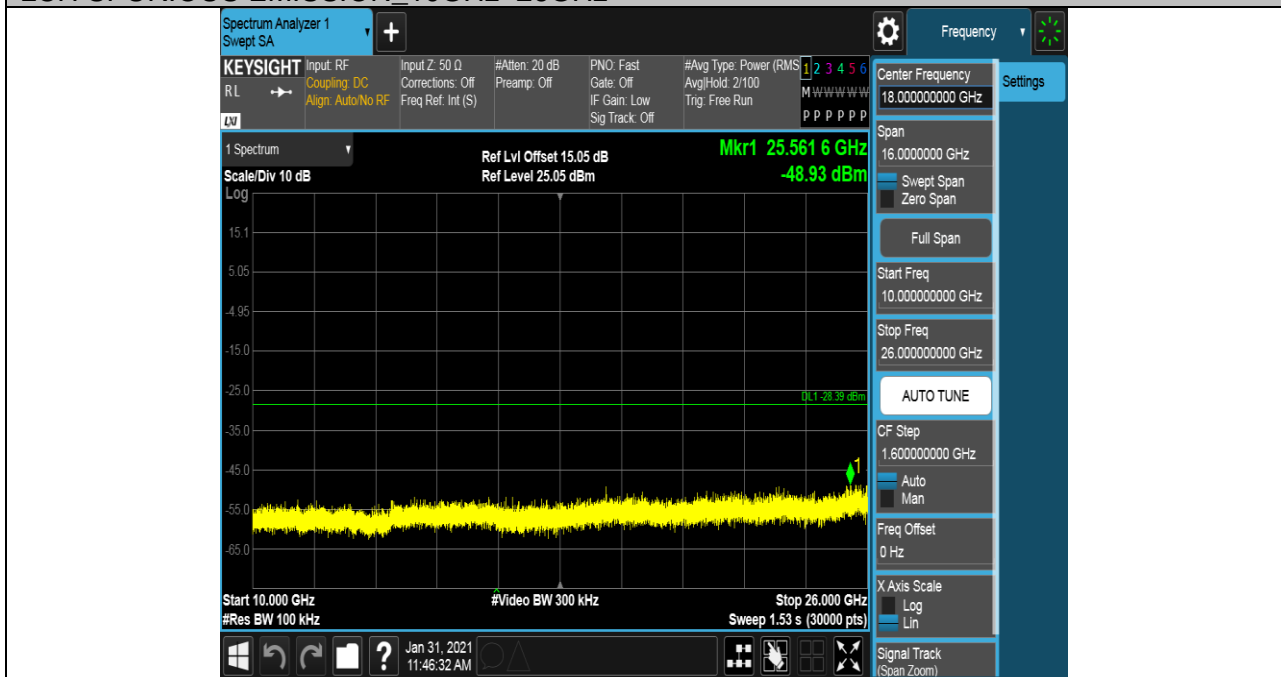 Spectrum Analyzer 1
Swept SA
Frequency
KEYSIGHT
RL
LXI
Input: RF
Coupling: DC
Align: Auto/No RF
Input Z: 50 Ω
Corrections: Off
Freq Ref: Int (S)
#Atten: 20 dB
Preamp: Off
PNO: Fast
Gate: Off
IF Gain: Low
Sig Track: Off
#Avg Type: Power (RMS
Avg|Hold: 2/100
Trig: Free Run
1 2 3 4 5 6
M W W W W W
P P P P P P
Center Frequency
18.000000000 GHz
Settings
Span
16.0000000 GHz
Swept Span
Zero Span
Full Span
Start Freq
10.000000000 GHz
Stop Freq
26.000000000 GHz
AUTO TUNE
CF Step
1.600000000 GHz
Auto
Man
Freq Offset
0 Hz
X Axis Scale
Log
Lin
Signal Track
(Span Zoom)
1 Spectrum
Scale/Div 10 dB
Log
Ref Lvl Offset 15.05 dB
Ref Level 25.05 dBm
Mkr1 25.561 6 GHz
-48.93 dBm
15.1
5.05
-4.95
-15.0
-25.0
DL1 -28.39 dBm
-35.0
-45.0
1
-55.0
-65.0
Start 10.000 GHz
#Video BW 300 kHz
Stop 26.000 GHz
#Res BW 100 kHz
Sweep 1.53 s (30000 pts)
?
Jan 31, 2021
11:46:32 AM